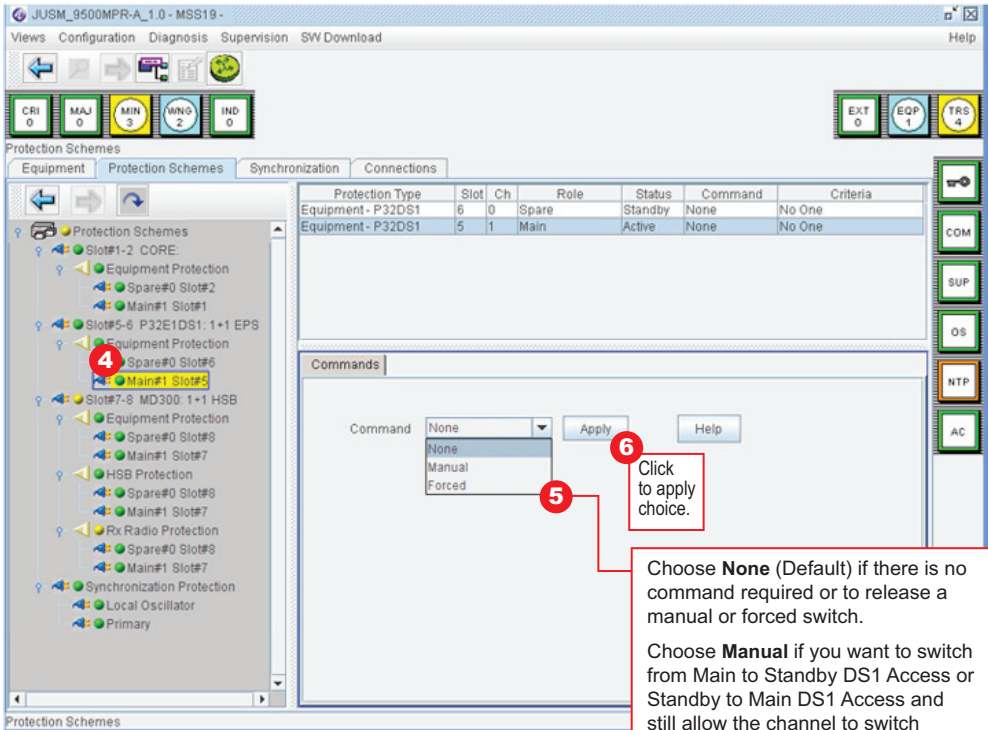 JUSM_9500MPR-A_1.0 - MSS19 -
Views Configuration Diagnosis Supervision SW Download Help
CRI 0
MAJ 0
MIN 3
WNG 2
IND 0
EXT 0
EQP 1
TRS 4
Protection Schemes
Equipment Protection Schemes Synchronization Connections
Protection Type Slot Ch Role Status Command Criteria
Equipment - P32DS1 6 0 Spare Standby None No One
Equipment - P32DS1 5 1 Main Active None No One
Protection Schemes
Slot#1-2 CORE:
Equipment Protection
Spare#0 Slot#2
Main#1 Slot#1
Slot#5-6 P32E1DS1: 1+1 EPS
Equipment Protection
4
Spare#0 Slot#6
Main#1 Slot#5
Slot#7-8 MD300: 1+1 HSB
Equipment Protection
Spare#0 Slot#8
Main#1 Slot#7
HSB Protection
Spare#0 Slot#8
Main#1 Slot#7
Rx Radio Protection
Spare#0 Slot#8
Main#1 Slot#7
Synchronization Protection
Local Oscillator
Primary
Commands
Command None Apply Help
None
Manual
Forced
5
6
Click
to apply
choice.
COM
SUP
OS
NTP
AC
Choose None (Default) if there is no
command required or to release a
manual or forced switch.
Choose Manual if you want to switch
from Main to Standby DS1 Access or
Standby to Main DS1 Access and
still allow the channel to switch
Protection Schemes